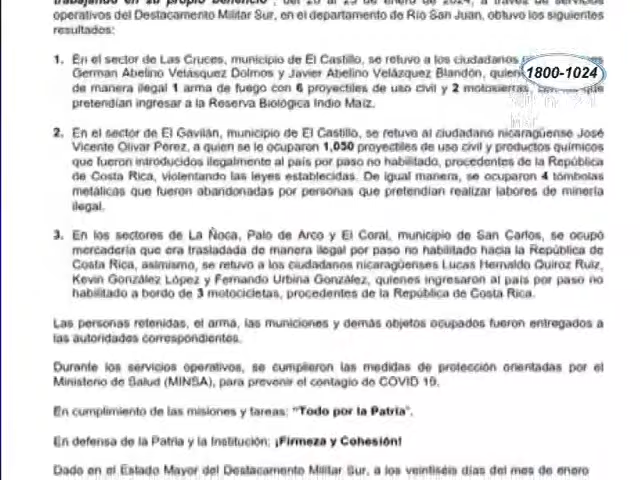 trabajando en su propio beneficio", del 20 al 25 de enero de 2024, a través de servicios
operativos del Destacamento Militar Sur, en el departamento de Río San Juan, obtuvo los siguientes
resultados:
1. En el sector de Las Cruces, municipio de El Castillo, se retuvo a los ciudadanos
German Abelino Velásquez Dolmos y Javier Abelino Velázquez Blandón,
de manera ilegal 1 arma de fuego con 6 proyectiles de uso civil y 2 motosierras, que
pretendían ingresar a la Reserva Biológica Indio Maíz.
1800-1024
2. En el sector de El Gavilán, municipio de El Castillo, se retuvo al ciudadano nicaragüense José
Vicente Olivar Pérez, a quien se le ocuparon 1,050 proyectiles de uso civil y productos químicos
que fueron introducidos ilegalmente al país por paso no habilitado, procedentes de la República
de Costa Rica, violentando las leyes establecidas. De igual manera, se ocuparon 4 tómbolas
metálicas que fueron abandonadas por personas que pretendían realizar labores de minería
ilegal.
3. En los sectores de La Ñoca, Palo de Arco y El Coral, municipio de San Carlos, se ocupó
mercadería que era trasladada de manera ilegal por paso no habilitado hacia la República de
Costa Rica, asimismo, se retuvo a los ciudadanos nicaragüenses Lucas Hernaldo Quiroz Ruiz,
Kevin González López y Fernando Urbina González, quienes ingresaron al país por paso no
habilitado a bordo de 3 motocicletas, procedentes de la República de Costa Rica.
Las personas retenidas, el arma, las municiones y demás objetos ocupados fueron entregados a
las autoridades correspondientes.
Durante los servicios operativos, se cumplieron las medidas de protección orientadas por el
Ministerio de Salud (MINSA), para prevenir el contagio de COVID 19.
En cumplimiento de las misiones y tareas: "Todo por la Patria".
En defensa de la Patria y la Institución: ¡Firmeza y Cohesión!
Dado en el Estado Mayor del Destacamento Militar Sur, a los veintiséis días del mes de enero